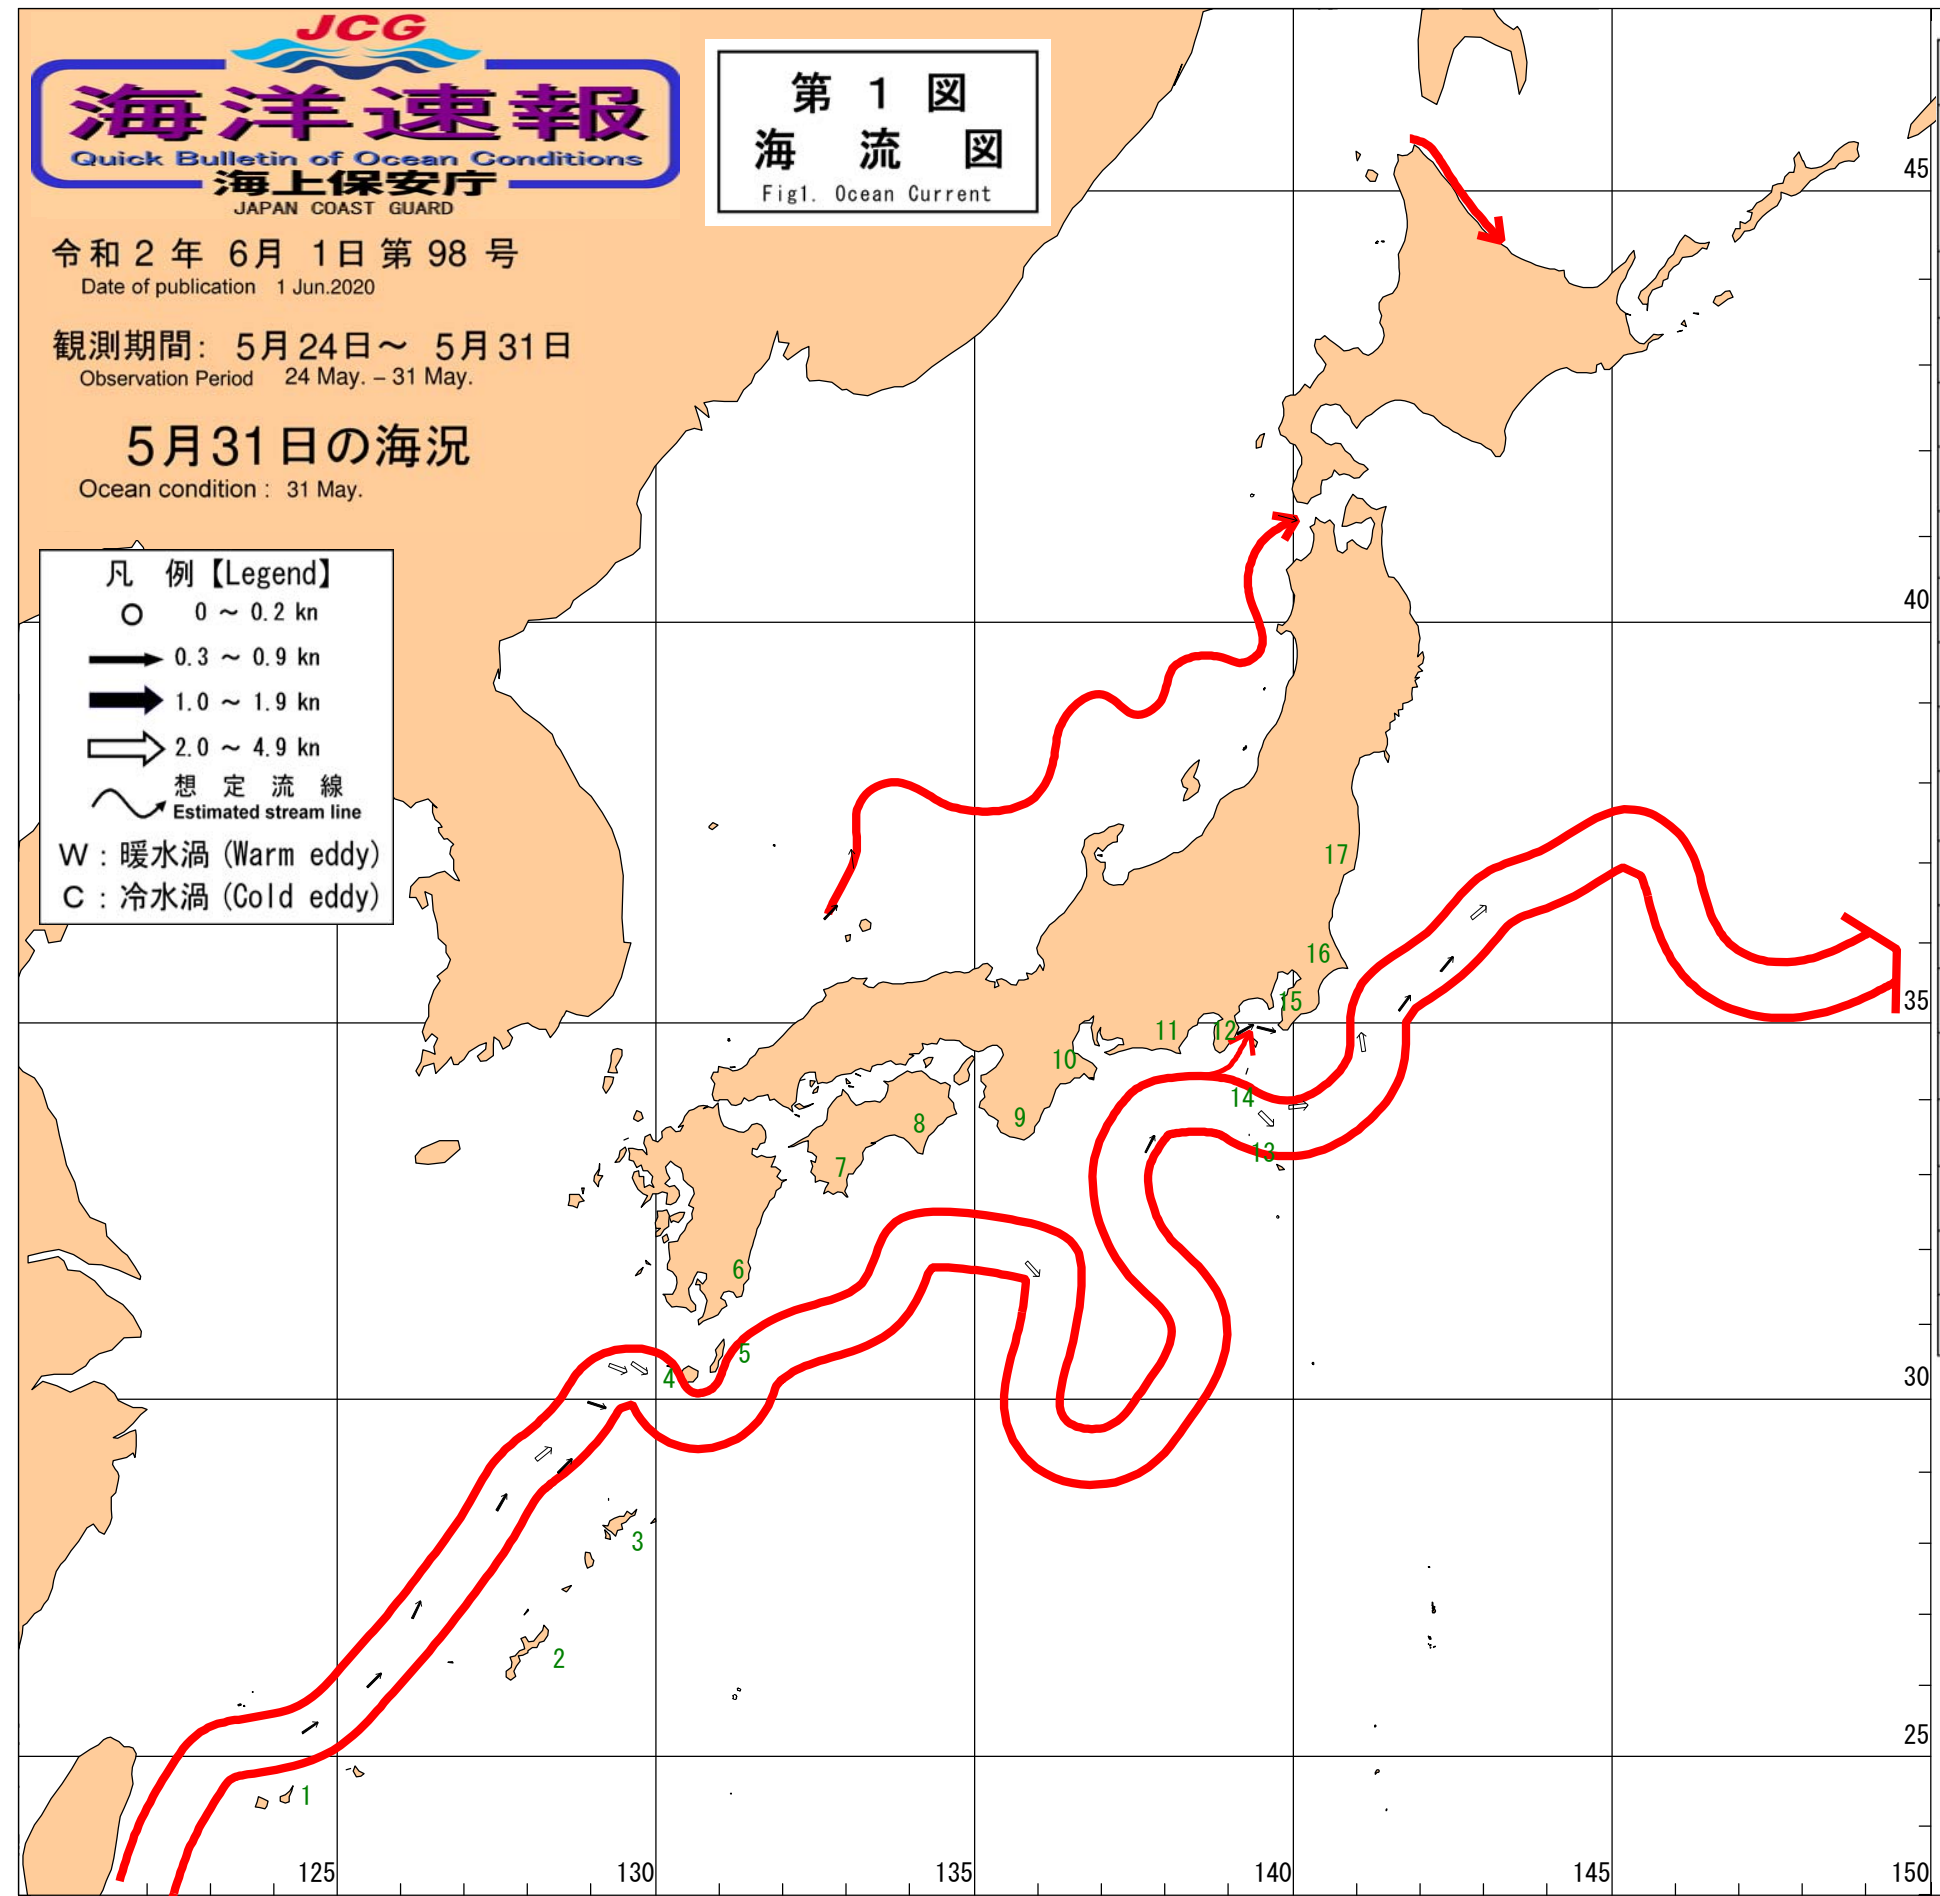 JCG
海洋速報
Quick Bulletin of Ocean Conditions
海上保安庁
JAPAN COAST GUARD
令和 2 年 6月 1日 第 98 号
Date of publication 1 Jun.2020
観測期間: 5月24日～ 5月31日
Observation Period 24 May. – 31 May.
5月31日の海況
Ocean condition : 31 May.
第 1 図
海 流 図
Fig1. Ocean Current
凡 例【Legend】
0 ～ 0.2 kn
0.3 ～ 0.9 kn
1.0 ～ 1.9 kn
2.0 ～ 4.9 kn
想 定 流 線
Estimated stream line
W : 暖水渦 (Warm eddy)
C : 冷水渦 (Cold eddy)
45
40
35
30
25
17
16
15
12
11
10
14
9
8
13
7
6
5
4
3
2
1
125
130
135
140
145
150